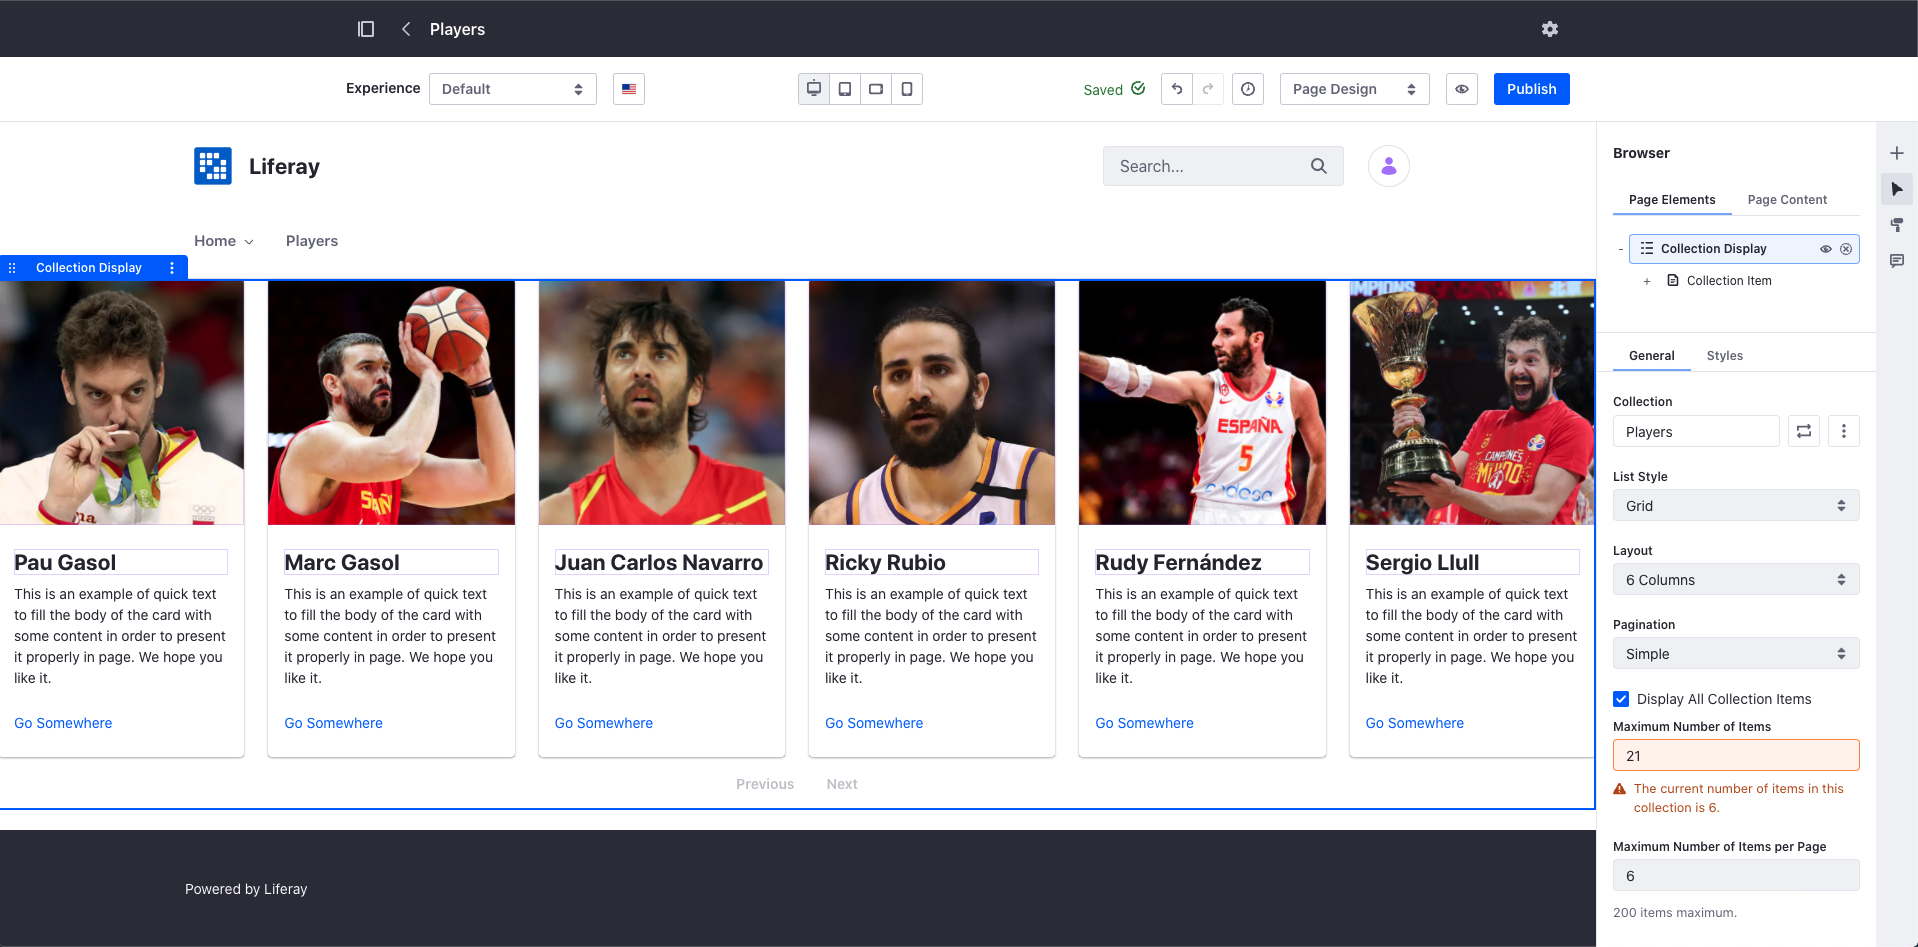 Players
Experience
Default
Saved
Page Design
Publish
Liferay
Search...
Home
Players
Collection Display
CHAMPIONS
ESPAÑA
5
CAMPEONES
MUNDO
Pau Gasol
This is an example of quick text
to fill the body of the card with
some content in order to present
it properly in page. We hope you
like it.
Go Somewhere
Marc Gasol
This is an example of quick text
to fill the body of the card with
some content in order to present
it properly in page. We hope you
like it.
Go Somewhere
Juan Carlos Navarro
This is an example of quick text
to fill the body of the card with
some content in order to present
it properly in page. We hope you
like it.
Go Somewhere
Ricky Rubio
This is an example of quick text
to fill the body of the card with
some content in order to present
it properly in page. We hope you
like it.
Go Somewhere
Rudy Fernández
This is an example of quick text
to fill the body of the card with
some content in order to present
it properly in page. We hope you
like it.
Go Somewhere
Sergio Llull
This is an example of quick text
to fill the body of the card with
some content in order to present
it properly in page. We hope you
like it.
Go Somewhere
Previous
Next
Powered by Liferay
Browser
Page Elements
Page Content
- Collection Display
+ Collection Item
General
Styles
Collection
Players
List Style
Grid
Layout
6 Columns
Pagination
Simple
Display All Collection Items
Maximum Number of Items
21
The current number of items in this
collection is 6.
Maximum Number of Items per Page
6
200 items maximum.